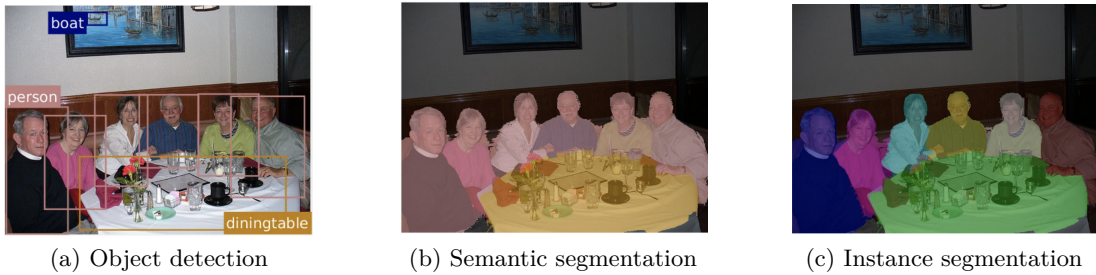 boat
person
diningtable
(a) Object detection
(b) Semantic segmentation
(c) Instance segmentation